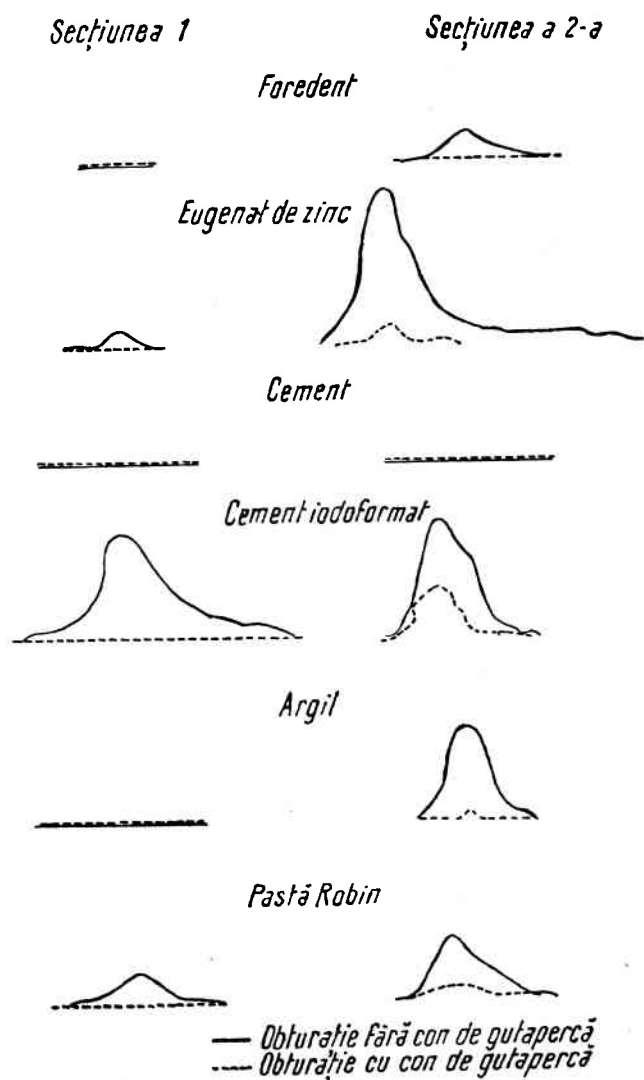 Secțiunea 1
Secțiunea a 2-a
Foredent
Eugenat de zinc
Cement
Cement iodoformat
Argil
Pastă Robin
Obturație fără con de gutapercă
Obturație cu con de gutapercă